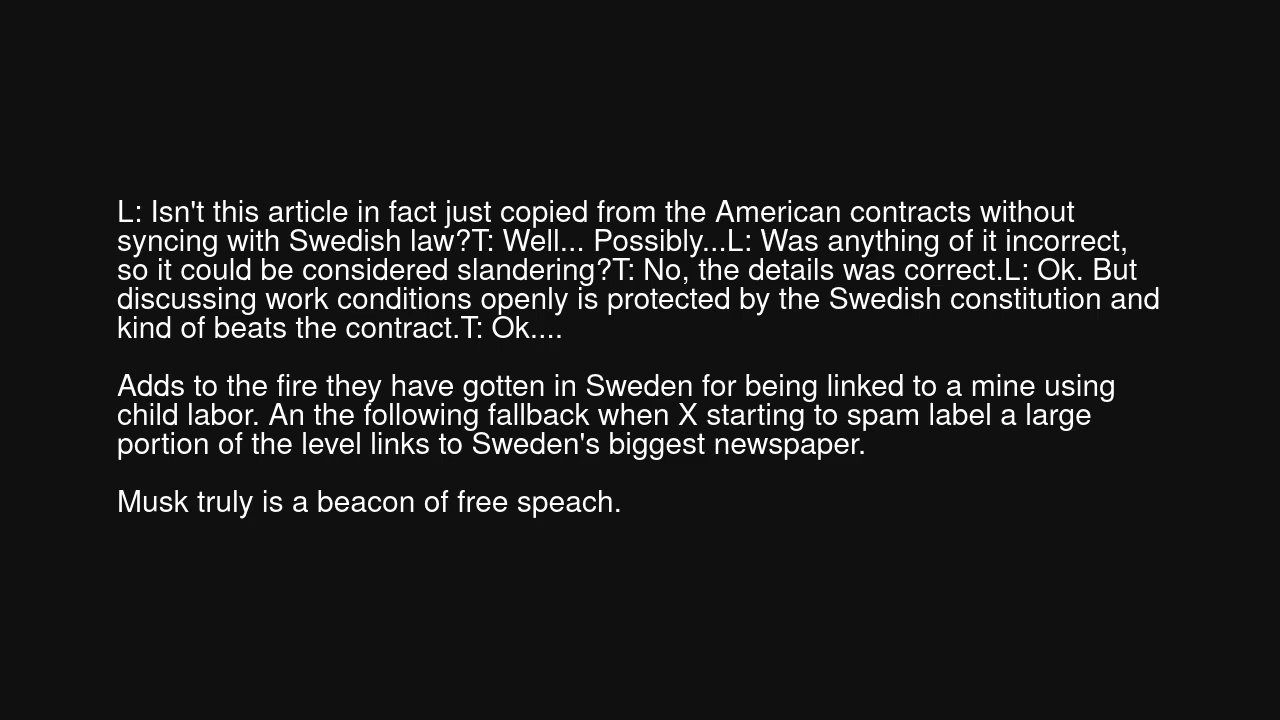 L: Isn't this article in fact just copied from the American contracts without
syncing with Swedish law?T: Well... Possibly...L: Was anything of it incorrect,
so it could be considered slandering?T: No, the details was correct.L: Ok. But
discussing work conditions openly is protected by the Swedish constitution and
kind of beats the contract.T: Ok....
Adds to the fire they have gotten in Sweden for being linked to a mine using
child labor. An the following fallback when X starting to spam label a large
portion of the level links to Sweden's biggest newspaper.
Musk truly is a beacon of free speach.